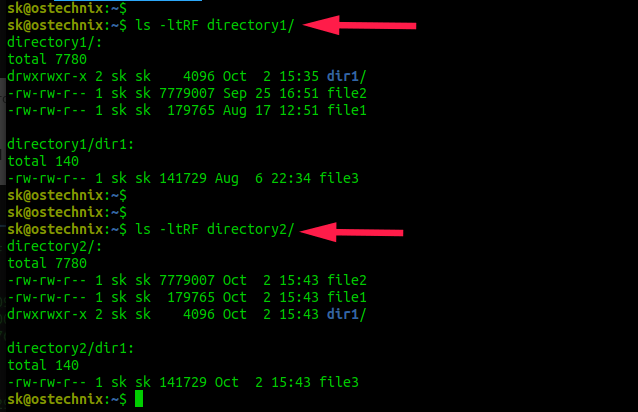 sk@ostechnix:~$
sk@ostechnix:~$ ls -ltRF directory1/
directory1/:
total 7780
drwxrwxr-x 2 sk sk    4096 Oct  2 15:35 dir1/
-rw-rw-r-- 1 sk sk 7779007 Sep 25 16:51 file2
-rw-rw-r-- 1 sk sk  179765 Aug 17 12:51 file1

directory1/dir1:
total 140
-rw-rw-r-- 1 sk sk 141729 Aug  6 22:34 file3
sk@ostechnix:~$
sk@ostechnix:~$
sk@ostechnix:~$ ls -ltRF directory2/
directory2/:
total 7780
-rw-rw-r-- 1 sk sk 7779007 Oct  2 15:43 file2
-rw-rw-r-- 1 sk sk  179765 Oct  2 15:43 file1
drwxrwxr-x 2 sk sk    4096 Oct  2 15:43 dir1/

directory2/dir1:
total 140
-rw-rw-r-- 1 sk sk 141729 Oct  2 15:43 file3
sk@ostechnix:~$